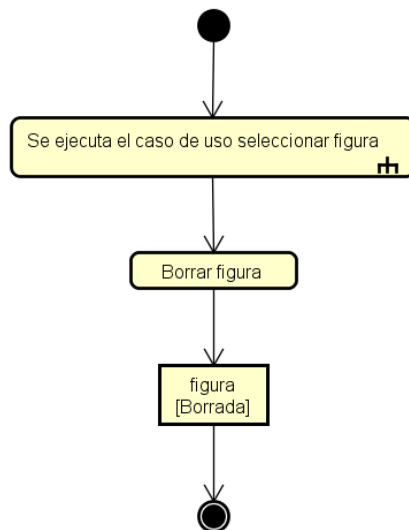 Se ejecuta el caso de uso seleccionar figura
Borrar figura
figura
[Borrada]